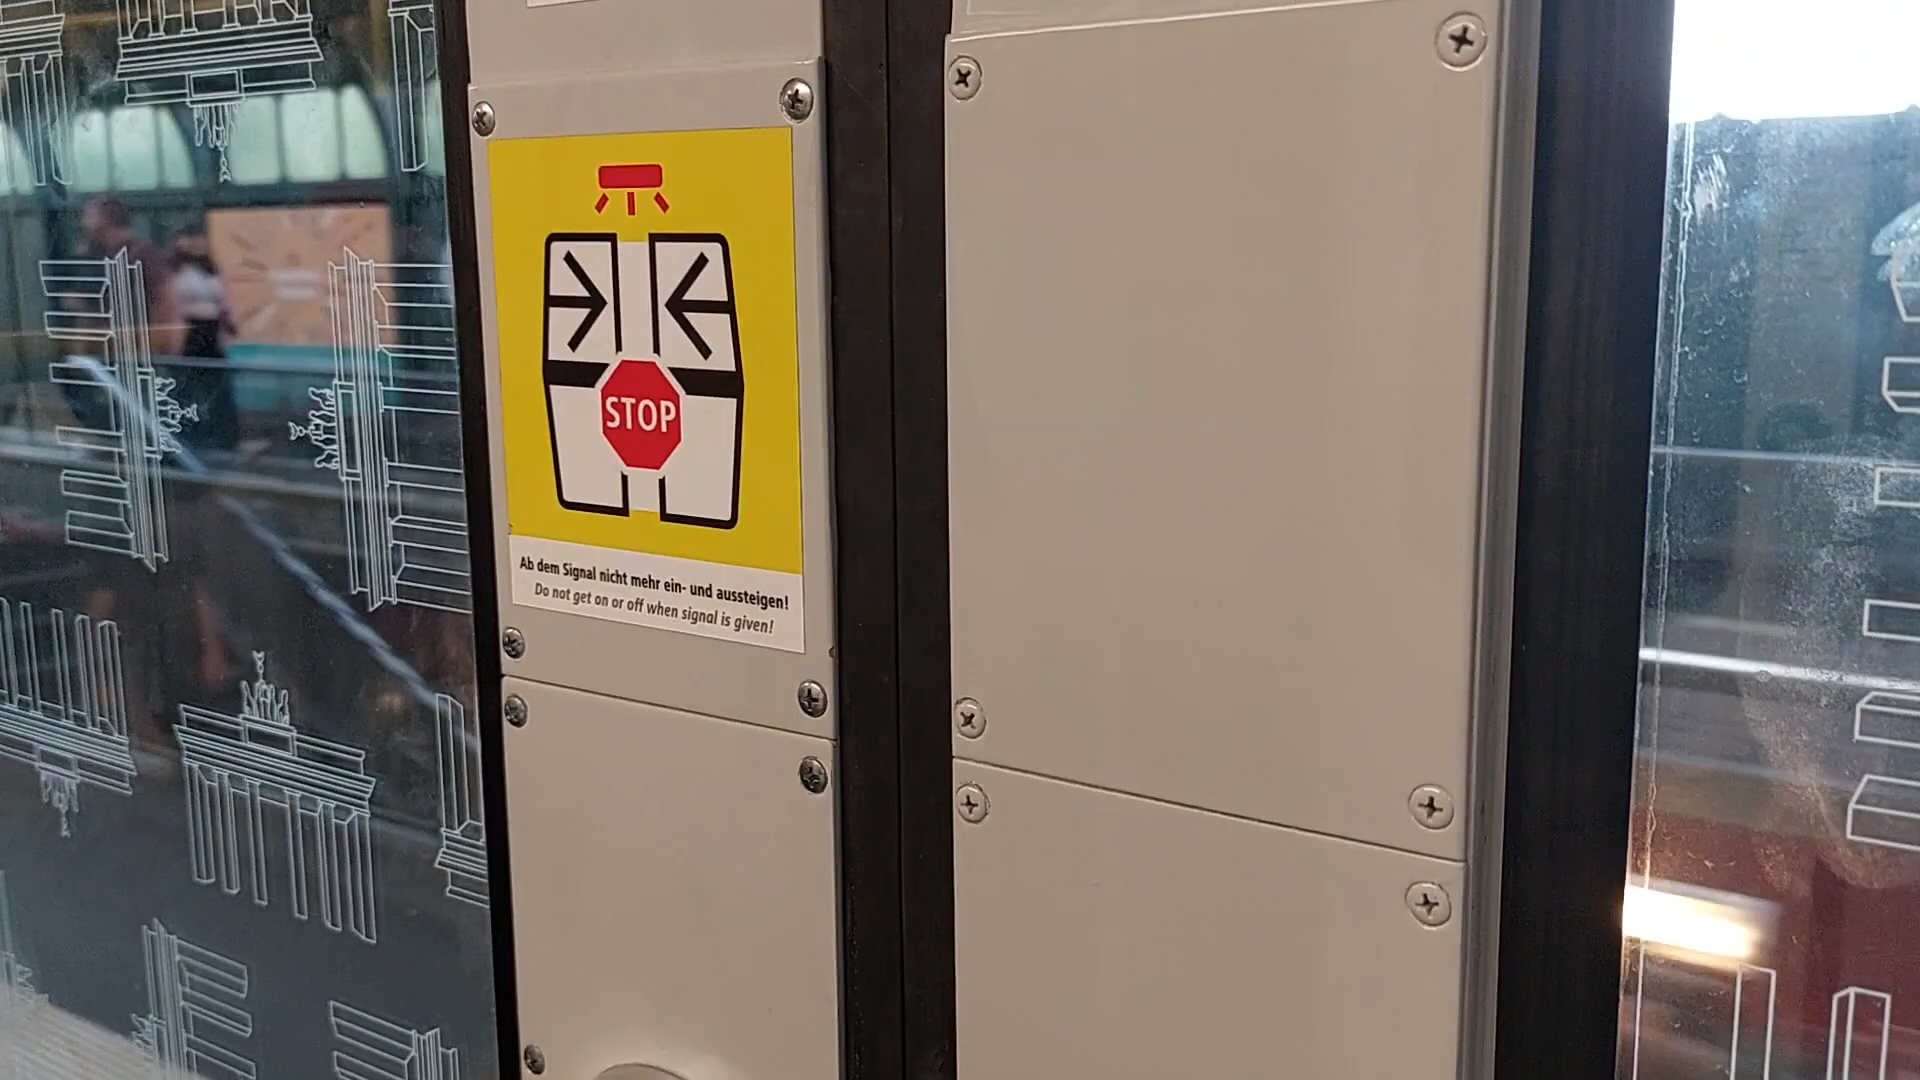 STOP
Ab dem Signal nicht mehr ein- und aussteigen!
Do not get on or off when signal is given!